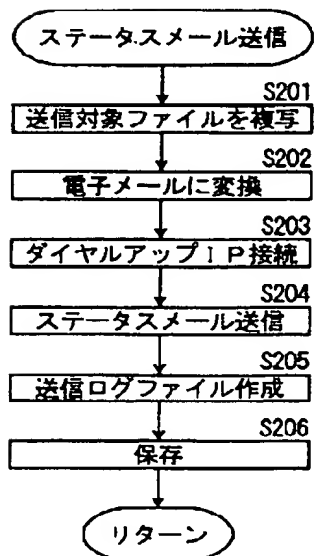 ステータスメール送信
S201
送信対象ファイルを複写
S202
電子メールに変換
S203
ダイヤルアップIP接続
S204
ステータスメール送信
S205
送信ログファイル作成
S206
保存
リターン